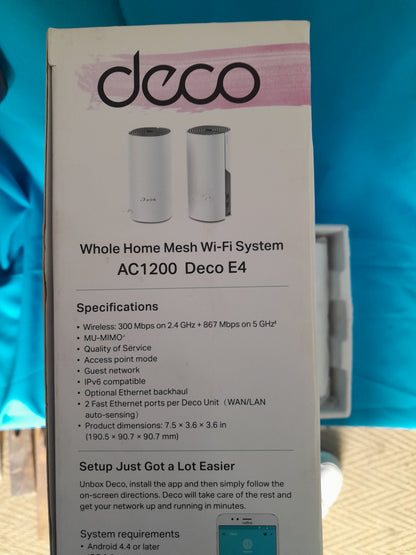 deco
Whole Home Mesh Wi-Fi System
AC1200 Deco E4
Specifications
• Wireless: 300 Mbps on 2.4 GHz + 867 Mbps on 5 GHz‡
• MU-MIMO
• Quality of Service
• Access point mode
• Guest network
• IPv6 compatible
• Optional Ethernet backhaul
• 2 Fast Ethernet ports per Deco Unit (WAN/LAN
auto-sensing)
• Product dimensions: 7.5 × 3.6 × 3.6 in
(190.5 × 90.7 × 90.7 mm)
Setup Just Got a Lot Easier
Unbox Deco, install the app and then simply follow the
on-screen directions. Deco will take care of the rest and
get your network up and running in minutes.
System requirements
• Android 4.4 or later